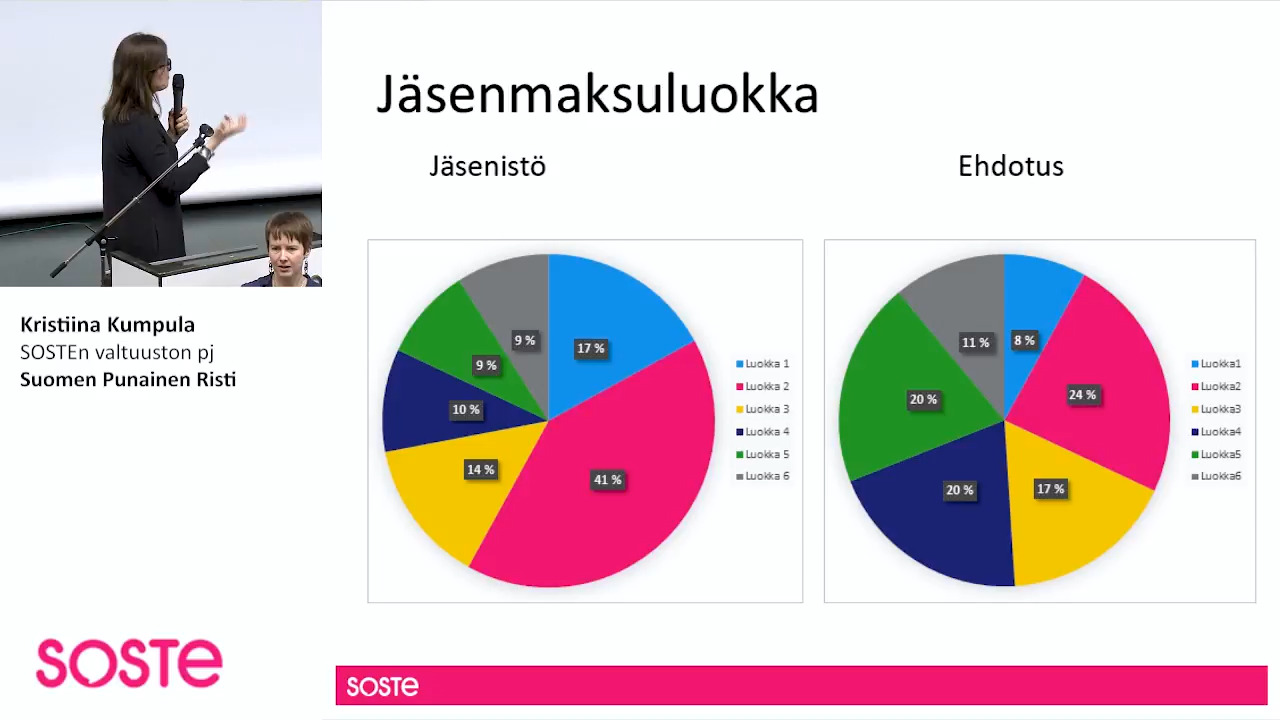 Jäsenmaksuluokka
Jäsenistö
Ehdotus
9 %
17 %
9 %
10 %
14 %
41 %
Luokka 1
Luokka 2
Luokka 3
Luokka 4
Luokka 5
Luokka 6
11 %
8 %
20 %
24 %
20 %
17 %
Luokka1
Luokka2
Luokka3
Luokka4
Luokka5
Luokka6
Kristiina Kumpula
SOSTEn valtuuston pj
Suomen Punainen Risti
SOSTE
SOSTE